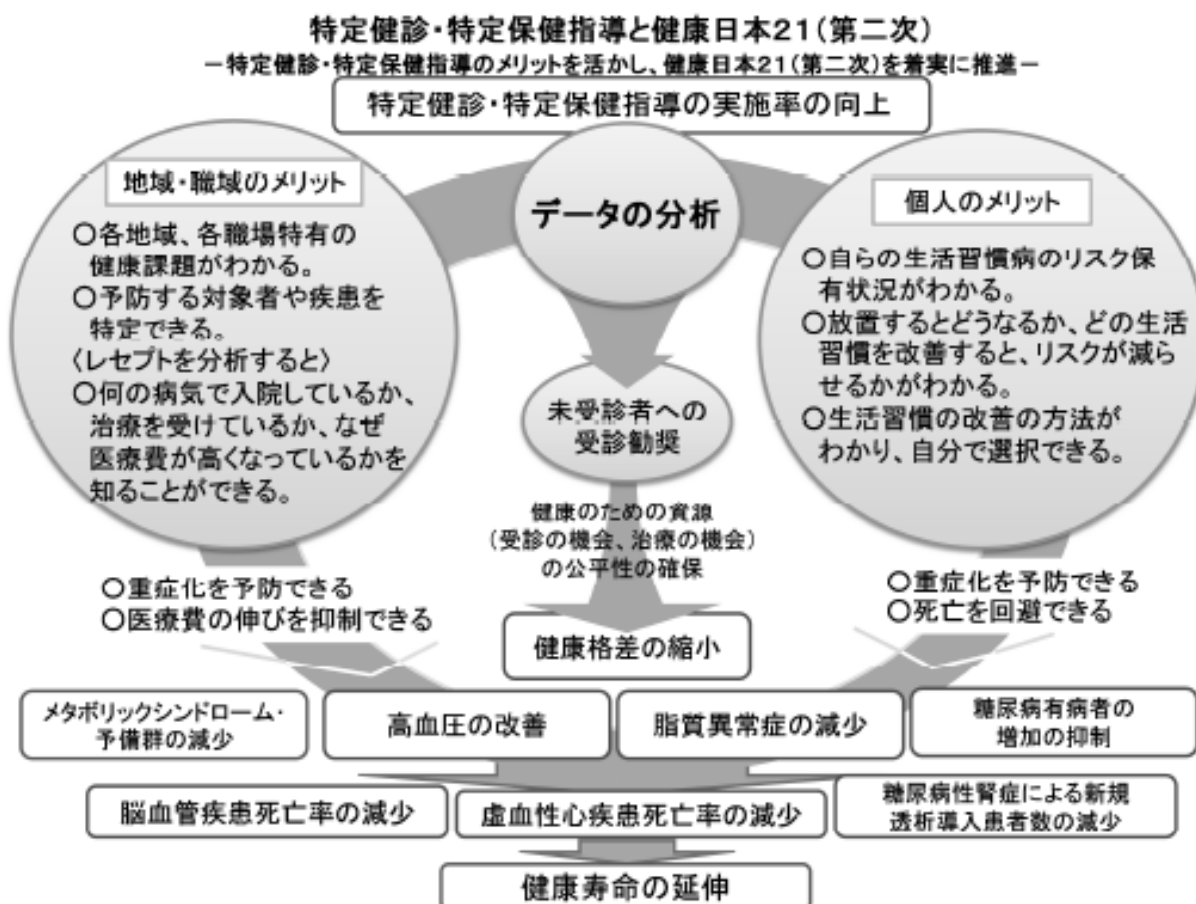 特定健診・特定保健指導と健康日本21(第二次)
－特定健診・特定保健指導のメリットを活かし、健康日本21(第二次)を着実に推進－
特定健診・特定保健指導の実施率の向上
地域・職域のメリット
○各地域、各職場特有の
健康課題がわかる。
○予防する対象者や疾患を
特定できる。
〈レセプトを分析すると〉
○何の病気で入院しているか、
治療を受けているか、なぜ
医療費が高くなっているかを
知ることができる。
○重症化を予防できる
○医療費の伸びを抑制できる
データの分析
未受診者への
受診勧奨
健康のための資源
(受診の機会、治療の機会)
の公平性の確保
健康格差の縮小
個人のメリット
○自らの生活習慣病のリスク保
有状況がわかる。
○放置するとどうなるか、どの生活
習慣を改善すると、リスクが減ら
せるかがわかる。
○生活習慣の改善の方法が
わかり、自分で選択できる。
○重症化を予防できる
○死亡を回避できる
メタボリックシンドローム・
予備群の減少
高血圧の改善
脂質異常症の減少
糖尿病有病者の
増加の抑制
脳血管疾患死亡率の減少
虚血性心疾患死亡率の減少
糖尿病性腎症による新規
透析導入患者数の減少
健康寿命の延伸